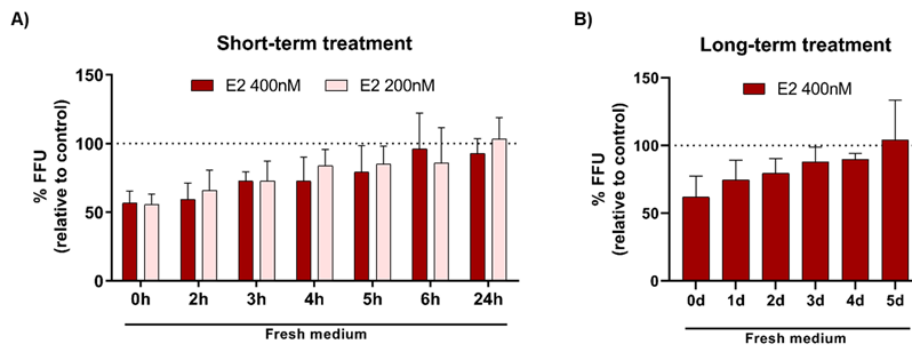 A)
Short-term treatment
E2 400nM E2 200nM
% FFU
(relative to control)
150
100
50
0
0h 2h 3h 4h 5h 6h 24h
Fresh medium
B)
Long-term treatment
E2 400nM
% FFU
(relative to control)
150
100
50
0
0d 1d 2d 3d 4d 5d
Fresh medium